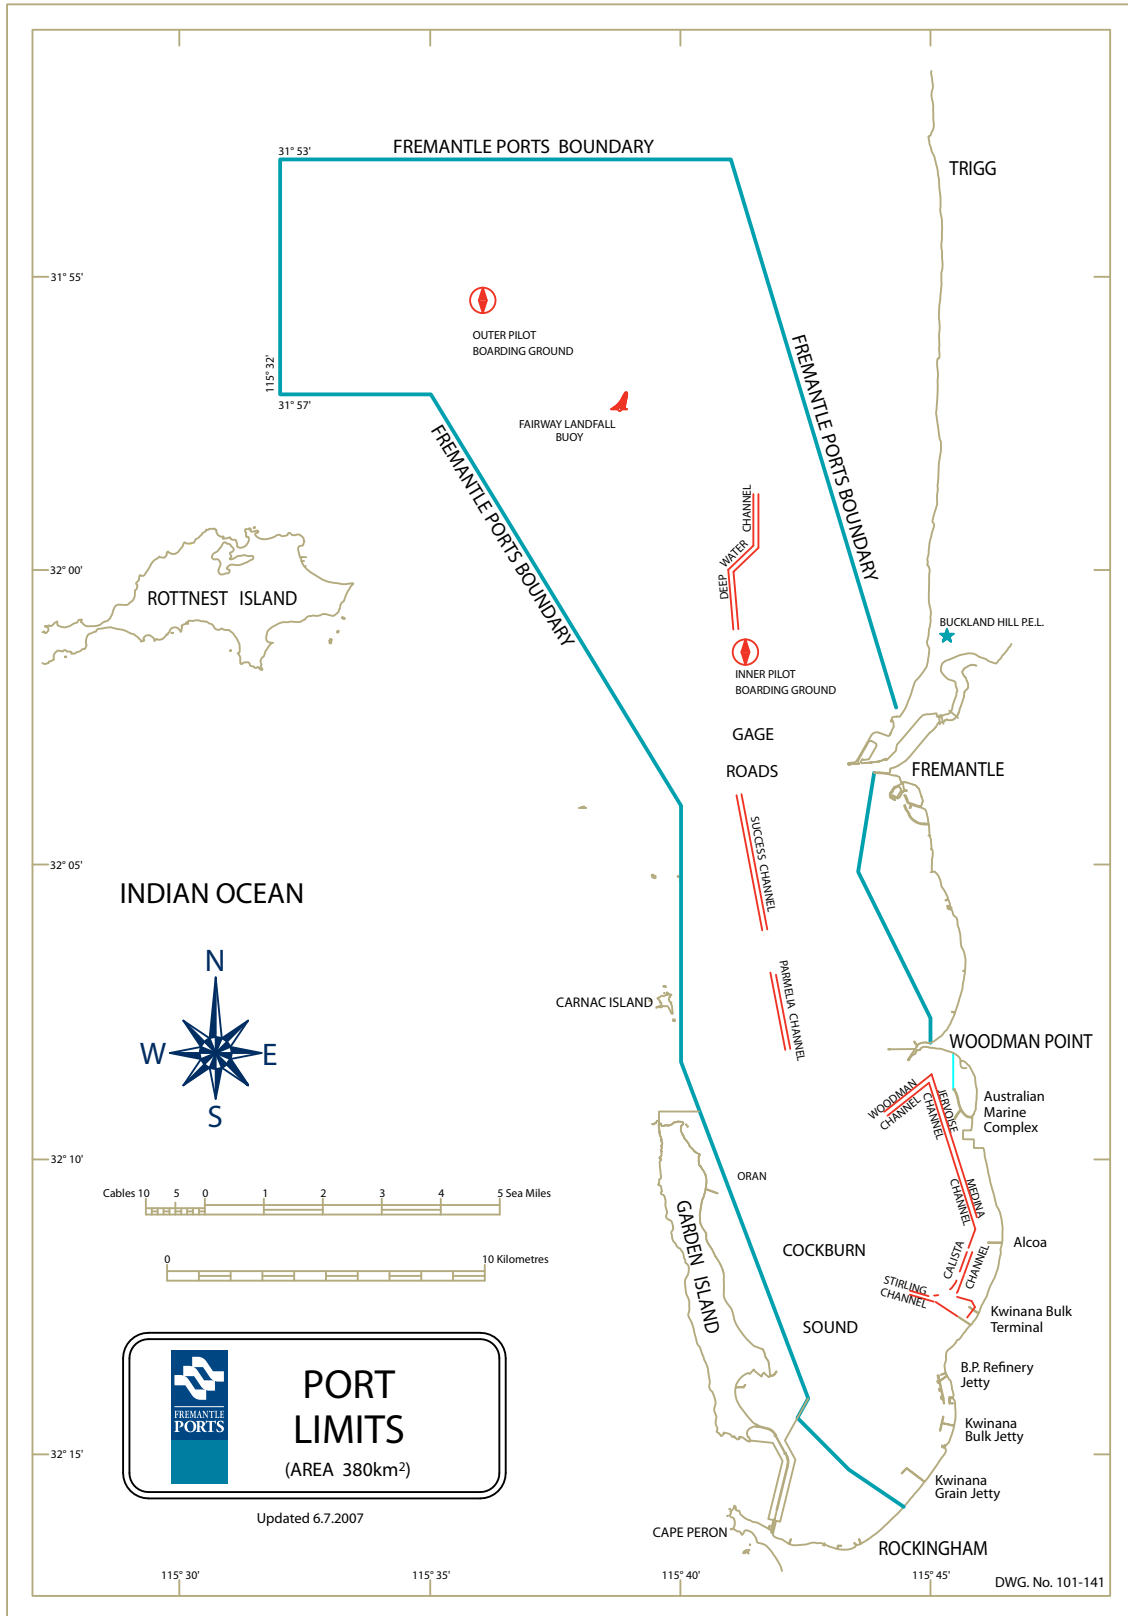 31° 53'
FREMANTLE PORTS BOUNDARY
TRIGG
31° 55'
OUTER PILOT
BOARDING GROUND
115° 32'
31° 57'
FAIRWAY LANDFALL
BUOY
FREMANTLE PORTS BOUNDARY
FREMANTLE PORTS BOUNDARY
DEEP WATER CHANNEL
32° 00'
ROTTNEST ISLAND
BUCKLAND HILL P.E.L.
INNER PILOT
BOARDING GROUND
GAGE
ROADS
FREMANTLE
SUCCESS CHANNEL
32° 05'
INDIAN OCEAN
N
W
E
S
CARNAC ISLAND
PARMELIA CHANNEL
WOODMAN POINT
WOODMAN
CHANNEL
JERVOISE
CHANNEL
Australian
Marine
Complex
32° 10'
ORAN
MEDINA
CHANNEL
Cables 10 5 0 1 2 3 4 5 Sea Miles
GARDEN ISLAND
COCKBURN
SOUND
CALISTA
CHANNEL
Alcoa
0 10 Kilometres
STIRLING
CHANNEL
Kwinana Bulk
Terminal
B.P. Refinery
Jetty
Kwinana
Bulk Jetty
FREMANTLE
PORTS
PORT
LIMITS
(AREA 380km²)
32° 15'
Kwinana
Grain Jetty
Updated 6.7.2007
CAPE PERON
ROCKINGHAM
115° 30'
115° 35'
115° 40'
115° 45'
DWG. No. 101-141